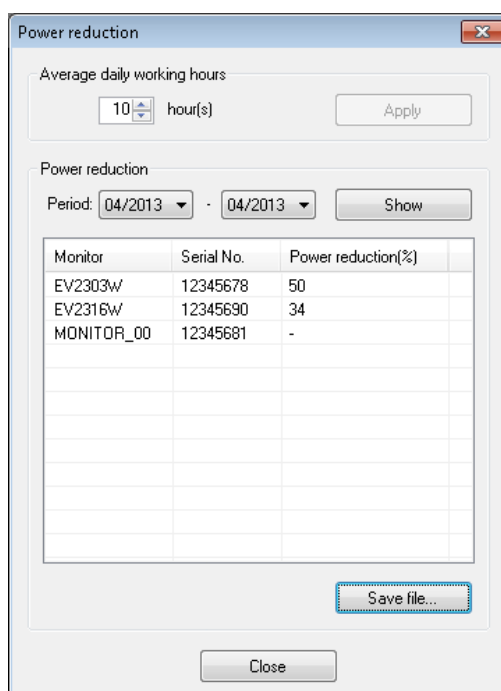 Power reduction
Average daily working hours
10 hour(s) Apply
Power reduction
Period: 04/2013 - 04/2013 Show
Monitor Serial No. Power reduction(%)
EV2303W 12345678 50
EV2316W 12345690 34
MONITOR_00 12345681 -
Save file...
Close